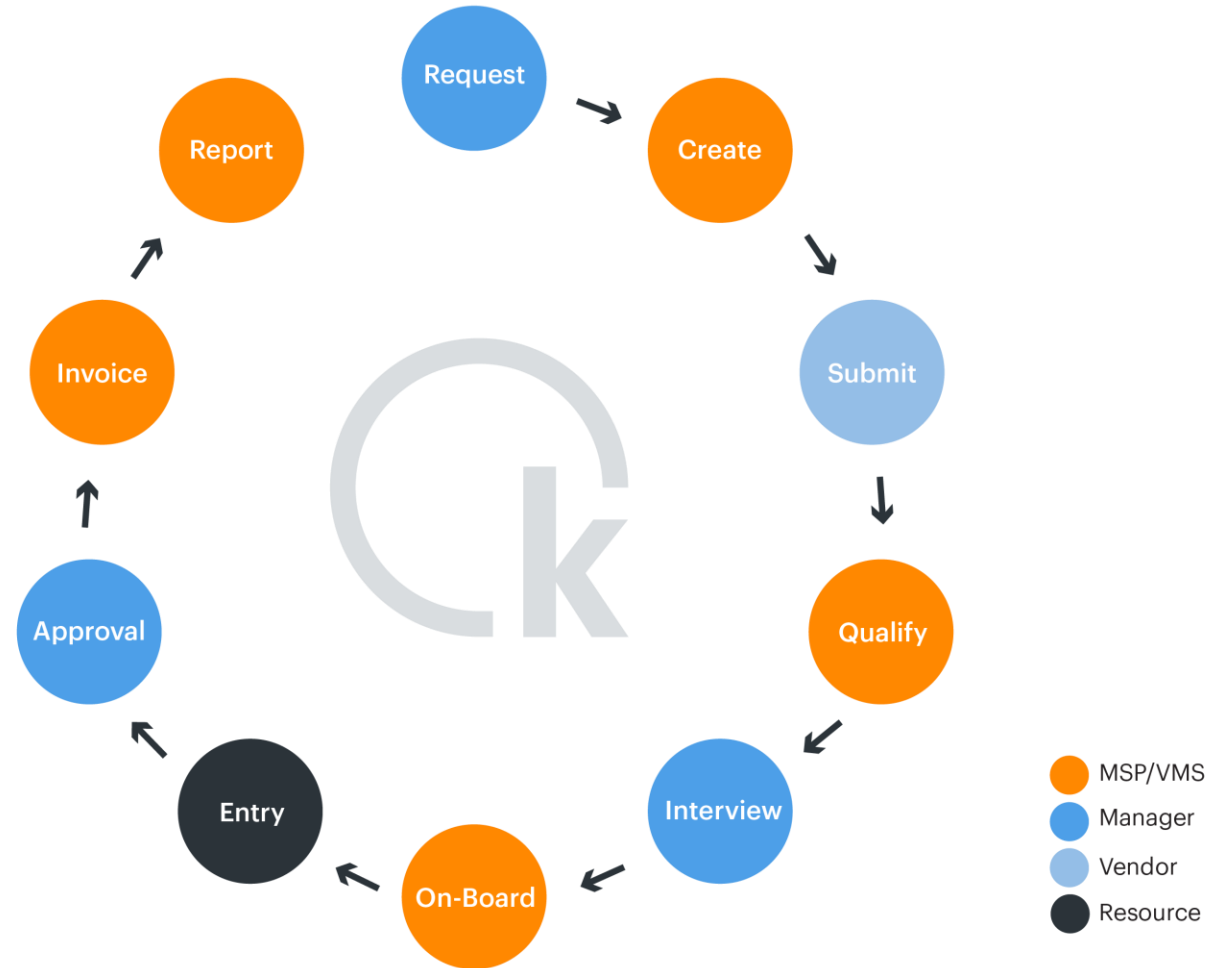 Request
Create
Submit
Qualify
Interview
On-Board
Entry
Approval
Invoice
Report
k
MSP/VMS
Manager
Vendor
Resource